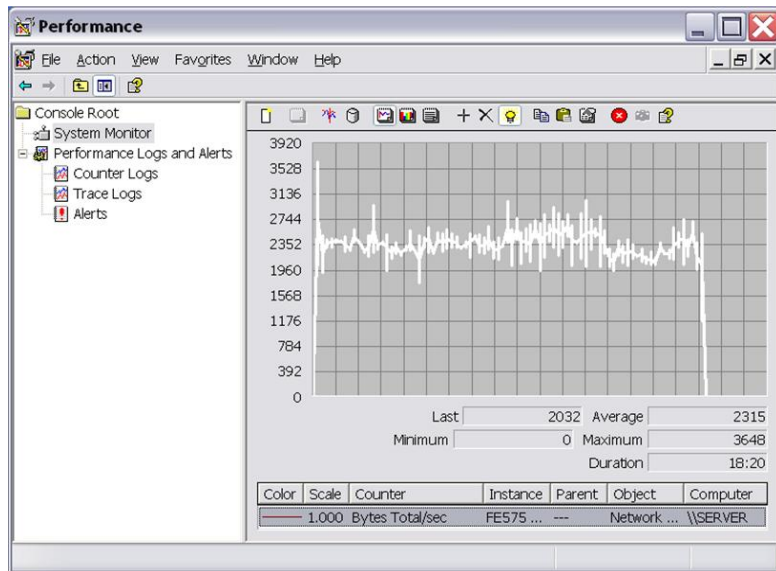 Performance
File Action View Favorites Window Help
Console Root
System Monitor
Performance Logs and Alerts
Counter Logs
Trace Logs
Alerts
3920
3528
3136
2744
2352
1960
1568
1176
784
392
0
Last 2032 Average 2315
Minimum 0 Maximum 3648
Duration 18:20
Color Scale Counter Instance Parent Object Computer
1.000 Bytes Total/sec FE575 ... --- Network ... \\SERVER